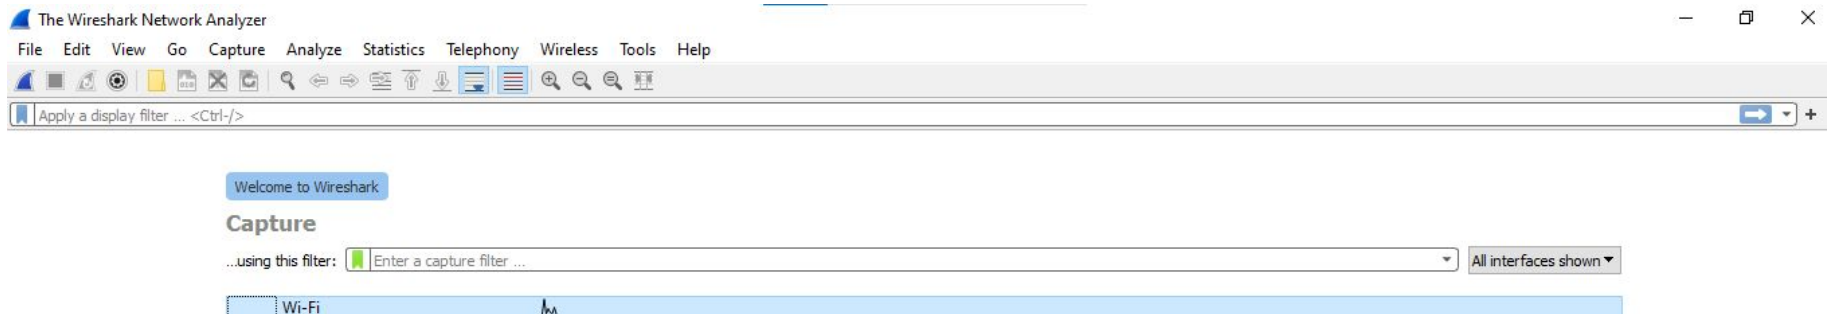 The Wireshark Network Analyzer
File Edit View Go Capture Analyze Statistics Telephony Wireless Tools Help
Apply a display filter ... <Ctrl-/>
Welcome to Wireshark
Capture
...using this filter: Enter a capture filter ... All interfaces shown
Wi-Fi